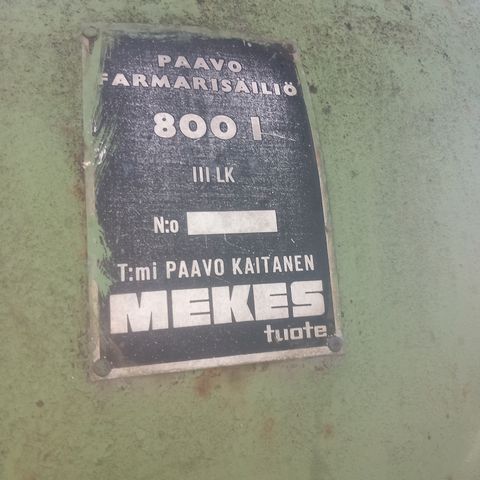 PAAVO
FARMARISÄILIÖ
800 l
III LK
N:o
T:mi PAAVO KAITANEN
MEKES
tuote